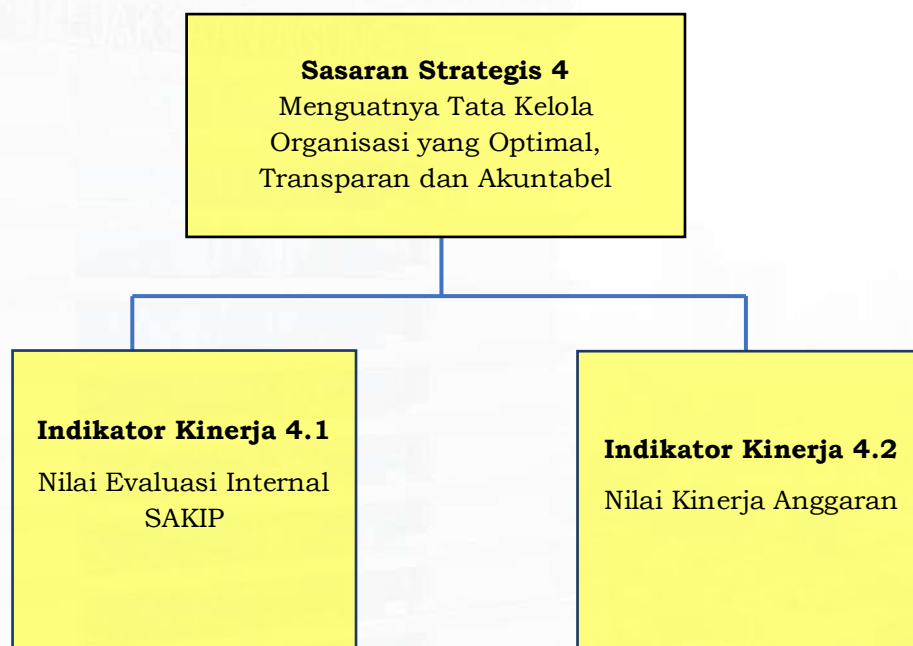 Sasaran Strategis 4
Menguatnya Tata Kelola
Organisasi yang Optimal,
Transparan dan Akuntabel
Indikator Kinerja 4.1
Nilai Evaluasi Internal
SAKIP
Indikator Kinerja 4.2
Nilai Kinerja Anggaran